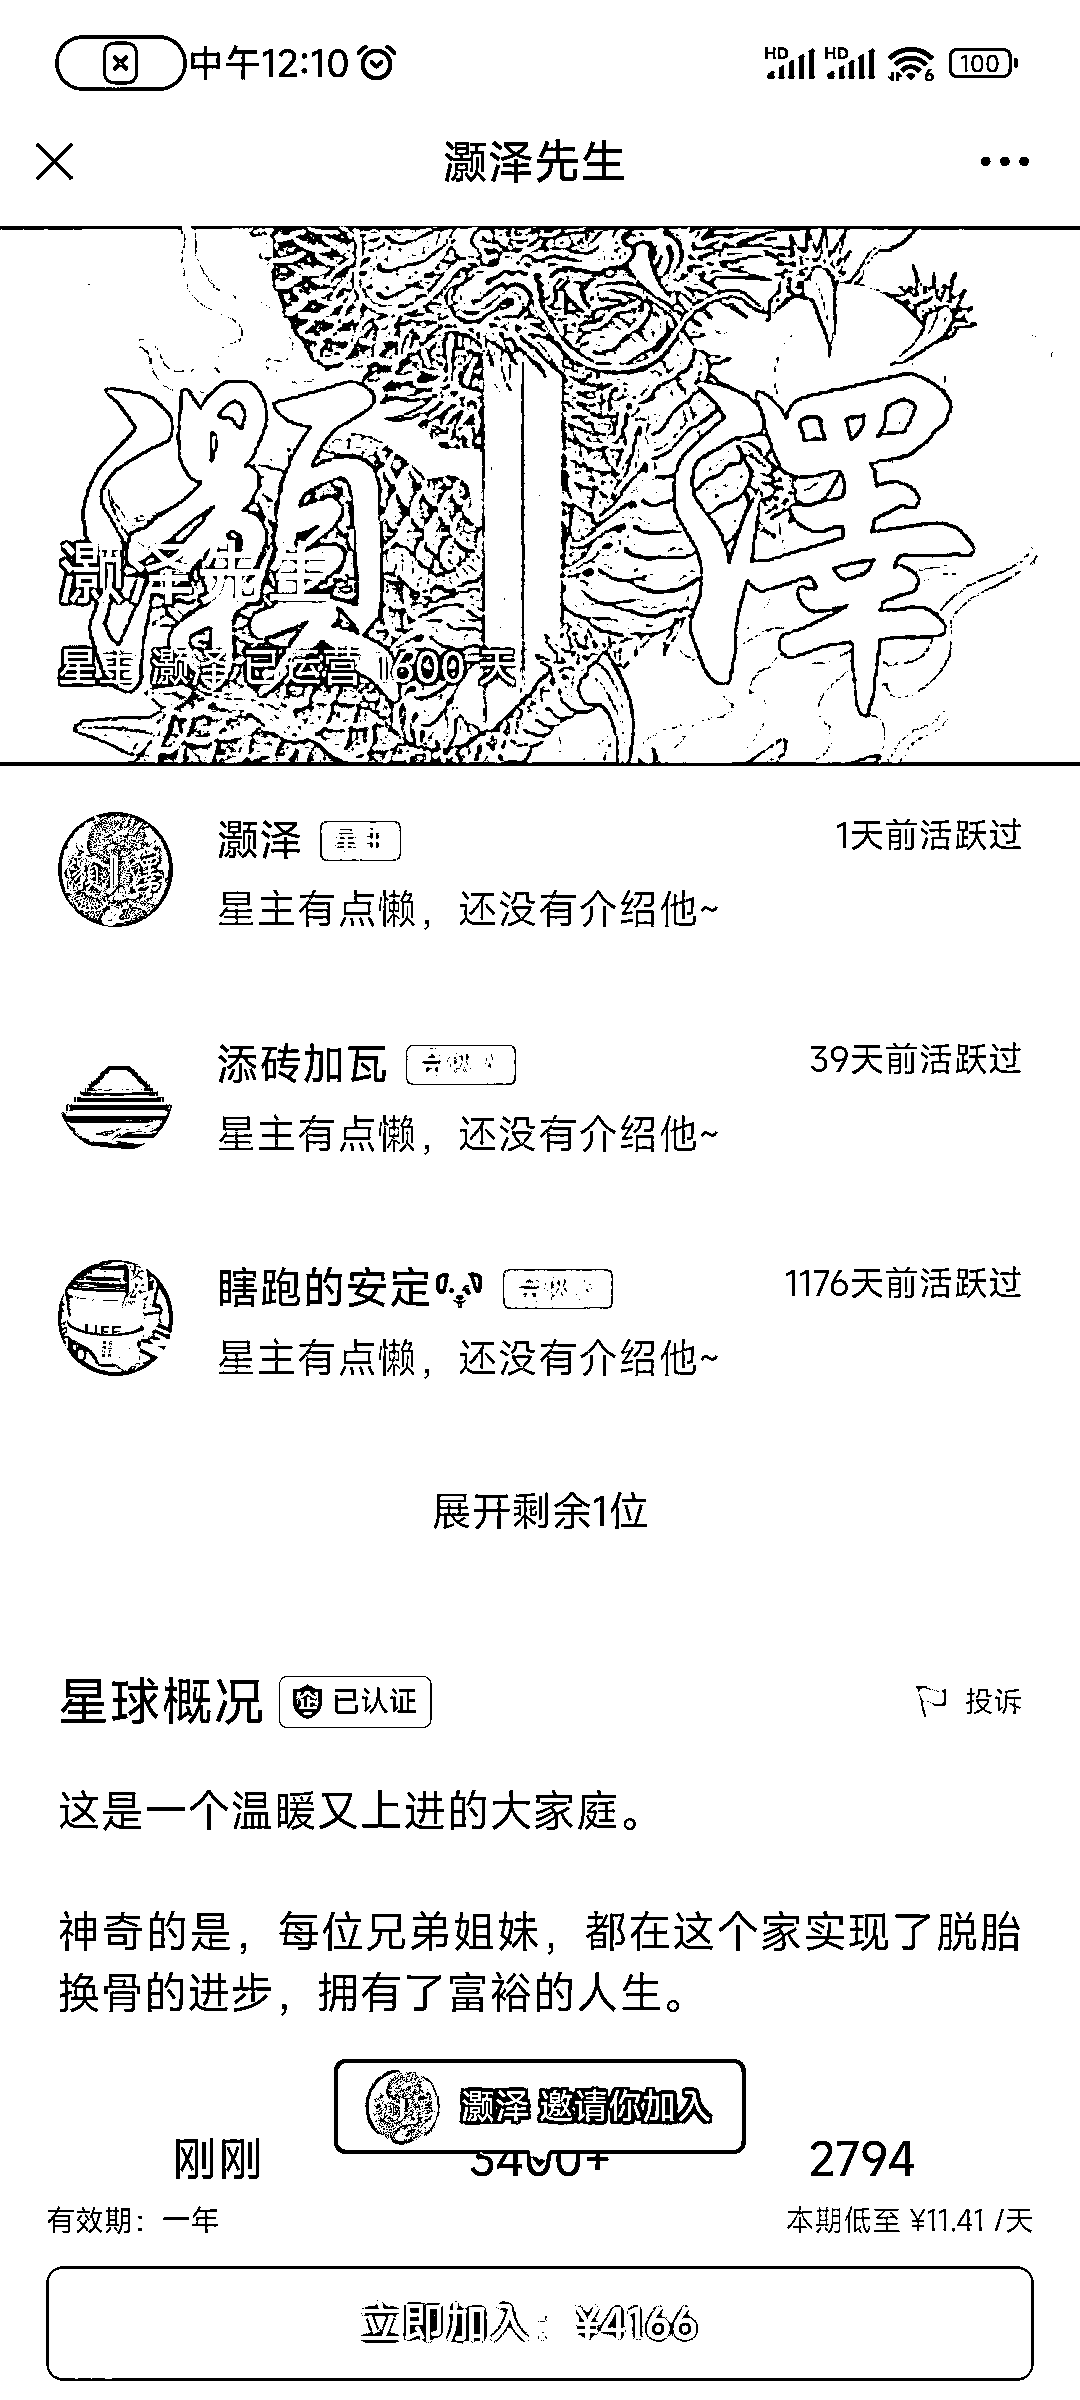 中午12:10
HD HD 6 100
灏泽先生
灏 澤
灏泽先生
星主 灏泽 已运营 1600 天
灏泽 星主 1天前活跃过
星主有点懒，还没有介绍他~
添砖加瓦 39天前活跃过
星主有点懒，还没有介绍他~
瞎跑的安定 1176天前活跃过
星主有点懒，还没有介绍他~
LIFE
展开剩余1位
星球概况 企 已认证 投诉
这是一个温暖又上进的大家庭。
神奇的是，每位兄弟姐妹，都在这个家实现了脱胎
换骨的进步，拥有了富裕的人生。
灏泽 邀请你加入
刚刚 3400+ 2794
有效期：一年 本期低至 ¥11.41 /天
立即加入：¥4166